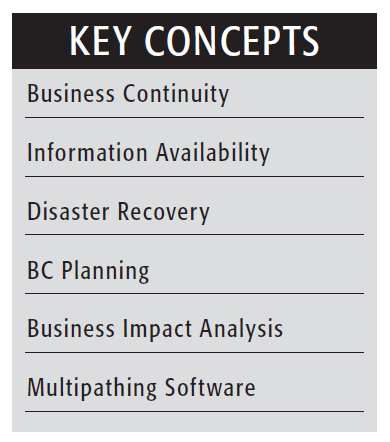 KEY CONCEPTS
Business Continuity
Information Availability
Disaster Recovery
BC Planning
Business Impact Analysis
Multipathing Software